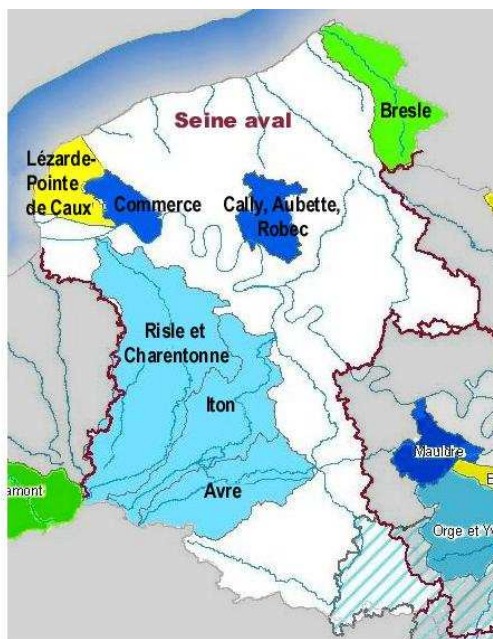 Bresle
Seine aval
Lézarde-
Pointe
de Caux
Commerce
Cally, Aubette,
Robec
Risle et
Charentonne
Iton
Mauldre
E
amont
Avre
Orge et Yv